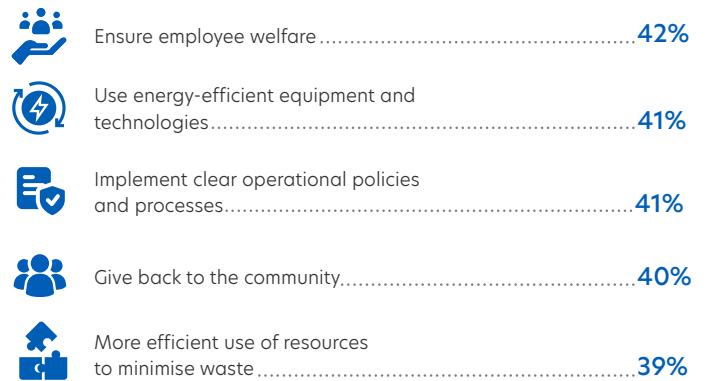 Ensure employee welfare 42%
Use energy-efficient equipment and
technologies 41%
Implement clear operational policies
and processes 41%
Give back to the community 40%
More efficient use of resources
to minimise waste 39%